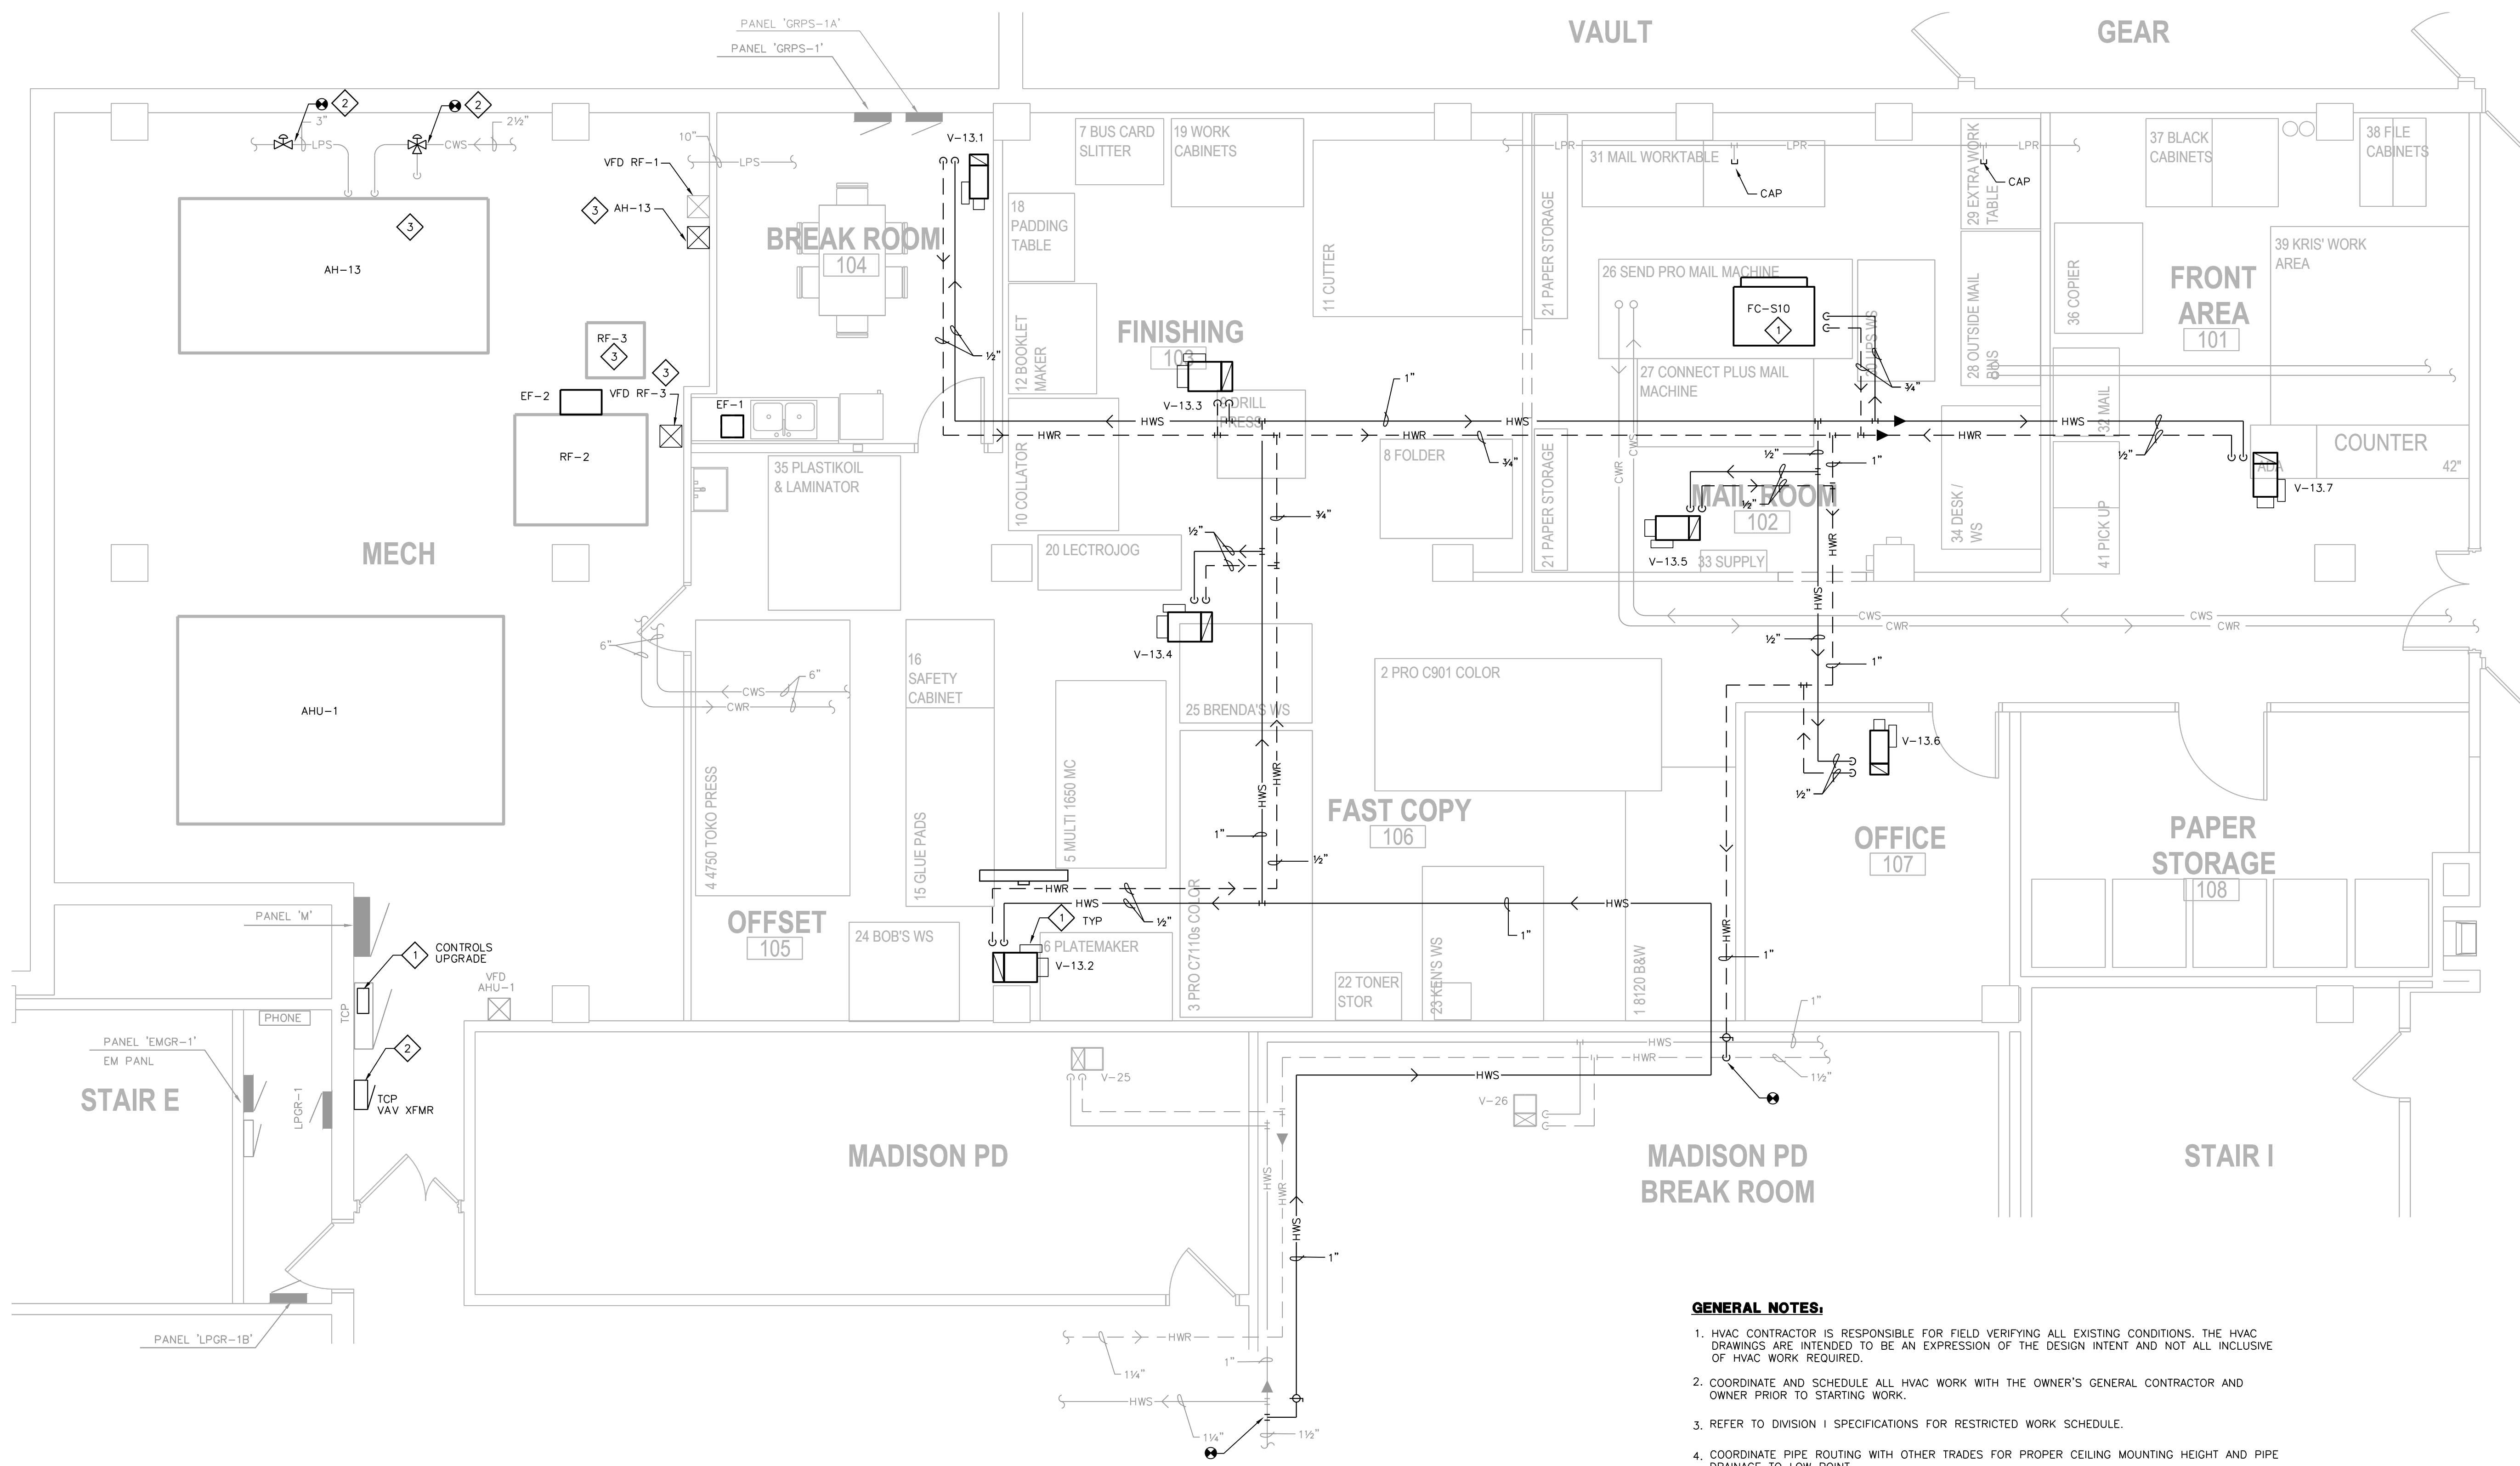 PANEL 'GRPS-1A'
PANEL 'GRPS-1'
VAULT
GEAR
2
2
3"
2½"
LPS
CWS
10"
LPS
V-13.1
VFD RF-1
3
AH-13
3
AH-13
BREAK ROOM
104
7 BUS CARD
SLITTER
19 WORK
CABINETS
18
PADDING
TABLE
12 BOOKLET
MAKER
11 CUTTER
FINISHING
103
21 PAPER STORAGE
LPR
LPR
LPR
31 MAIL WORKTABLE
CAP
CAP
29 EXTRA WORK
TABLE
37 BLACK
CABINETS
38 FILE
CABINETS
26 SEND PRO MAIL MACHINE
FC-S10
1
28 OUTSIDE MAIL
BINS
36 COPIER
39 KRIS' WORK
AREA
FRONT
AREA
101
RF-3
3
3
EF-2
VFD RF-3
EF-1
½"
V-13.3
DRILL
PRESS
1"
27 CONNECT PLUS MAIL
MACHINE
UPS WS
¾"
32 MAIL
HWS
HWS
HWS
HWR
HWR
HWR
½"
COUNTER
ADA
42"
RF-2
35 PLASTIKOIL
& LAMINATOR
10 COLLATOR
8 FOLDER
¾"
21 PAPER STORAGE
CWR
CWS
½"
1"
½"
MAIL ROOM
102
V-13.7
34 DESK /
WS
41 PICK UP
¾"
½"
20 LECTROJOG
V-13.5
33 SUPPLY
HWR
HWS
MECH
6"
V-13.4
16
SAFETY
CABINET
CWS
CWR
6"
25 BRENDA'S WS
2 PRO C901 COLOR
CWS
CWS
CWR
CWR
½"
1"
AHU-1
4 4750 TOKO PRESS
15 GLUE PADS
5 MULTI 1650 MC
HWS
HWR
1"
½"
FAST COPY
106
V-13.6
½"
OFFICE
107
PAPER
STORAGE
108
PANEL 'M'
1
CONTROLS
UPGRADE
OFFSET
105
24 BOB'S WS
HWR
HWS
½"
1
TYP
6 PLATEMAKER
V-13.2
3 PRO C7110s COLOR
HWS
1"
22 TONER
STOR
23 KEN'S WS
1 8120 B&W
HWR
1"
VFD
AHU-1
TCP
PHONE
PANEL 'EMGR-1'
EM PANL
2
TCP
VAV XFMR
LPGR-1
STAIR E
V-25
HWS
HWR
1"
1½"
HWS
V-26
MADISON PD
MADISON PD
BREAK ROOM
STAIR I
HWS
HWR
HWS
1"
PANEL 'LPGR-1B'
HWR
1¼"
1"
HWS
1¼"
1½"
GENERAL NOTES:
1. HVAC CONTRACTOR IS RESPONSIBLE FOR FIELD VERIFYING ALL EXISTING CONDITIONS. THE HVAC
DRAWINGS ARE INTENDED TO BE AN EXPRESSION OF THE DESIGN INTENT AND NOT ALL INCLUSIVE
OF HVAC WORK REQUIRED.
2. COORDINATE AND SCHEDULE ALL HVAC WORK WITH THE OWNER'S GENERAL CONTRACTOR AND
OWNER PRIOR TO STARTING WORK.
3. REFER TO DIVISION I SPECIFICATIONS FOR RESTRICTED WORK SCHEDULE.
4. COORDINATE PIPE ROUTING WITH OTHER TRADES FOR PROPER CEILING MOUNTING HEIGHT AND PIPE
DRAINAGE TO LOW POINT